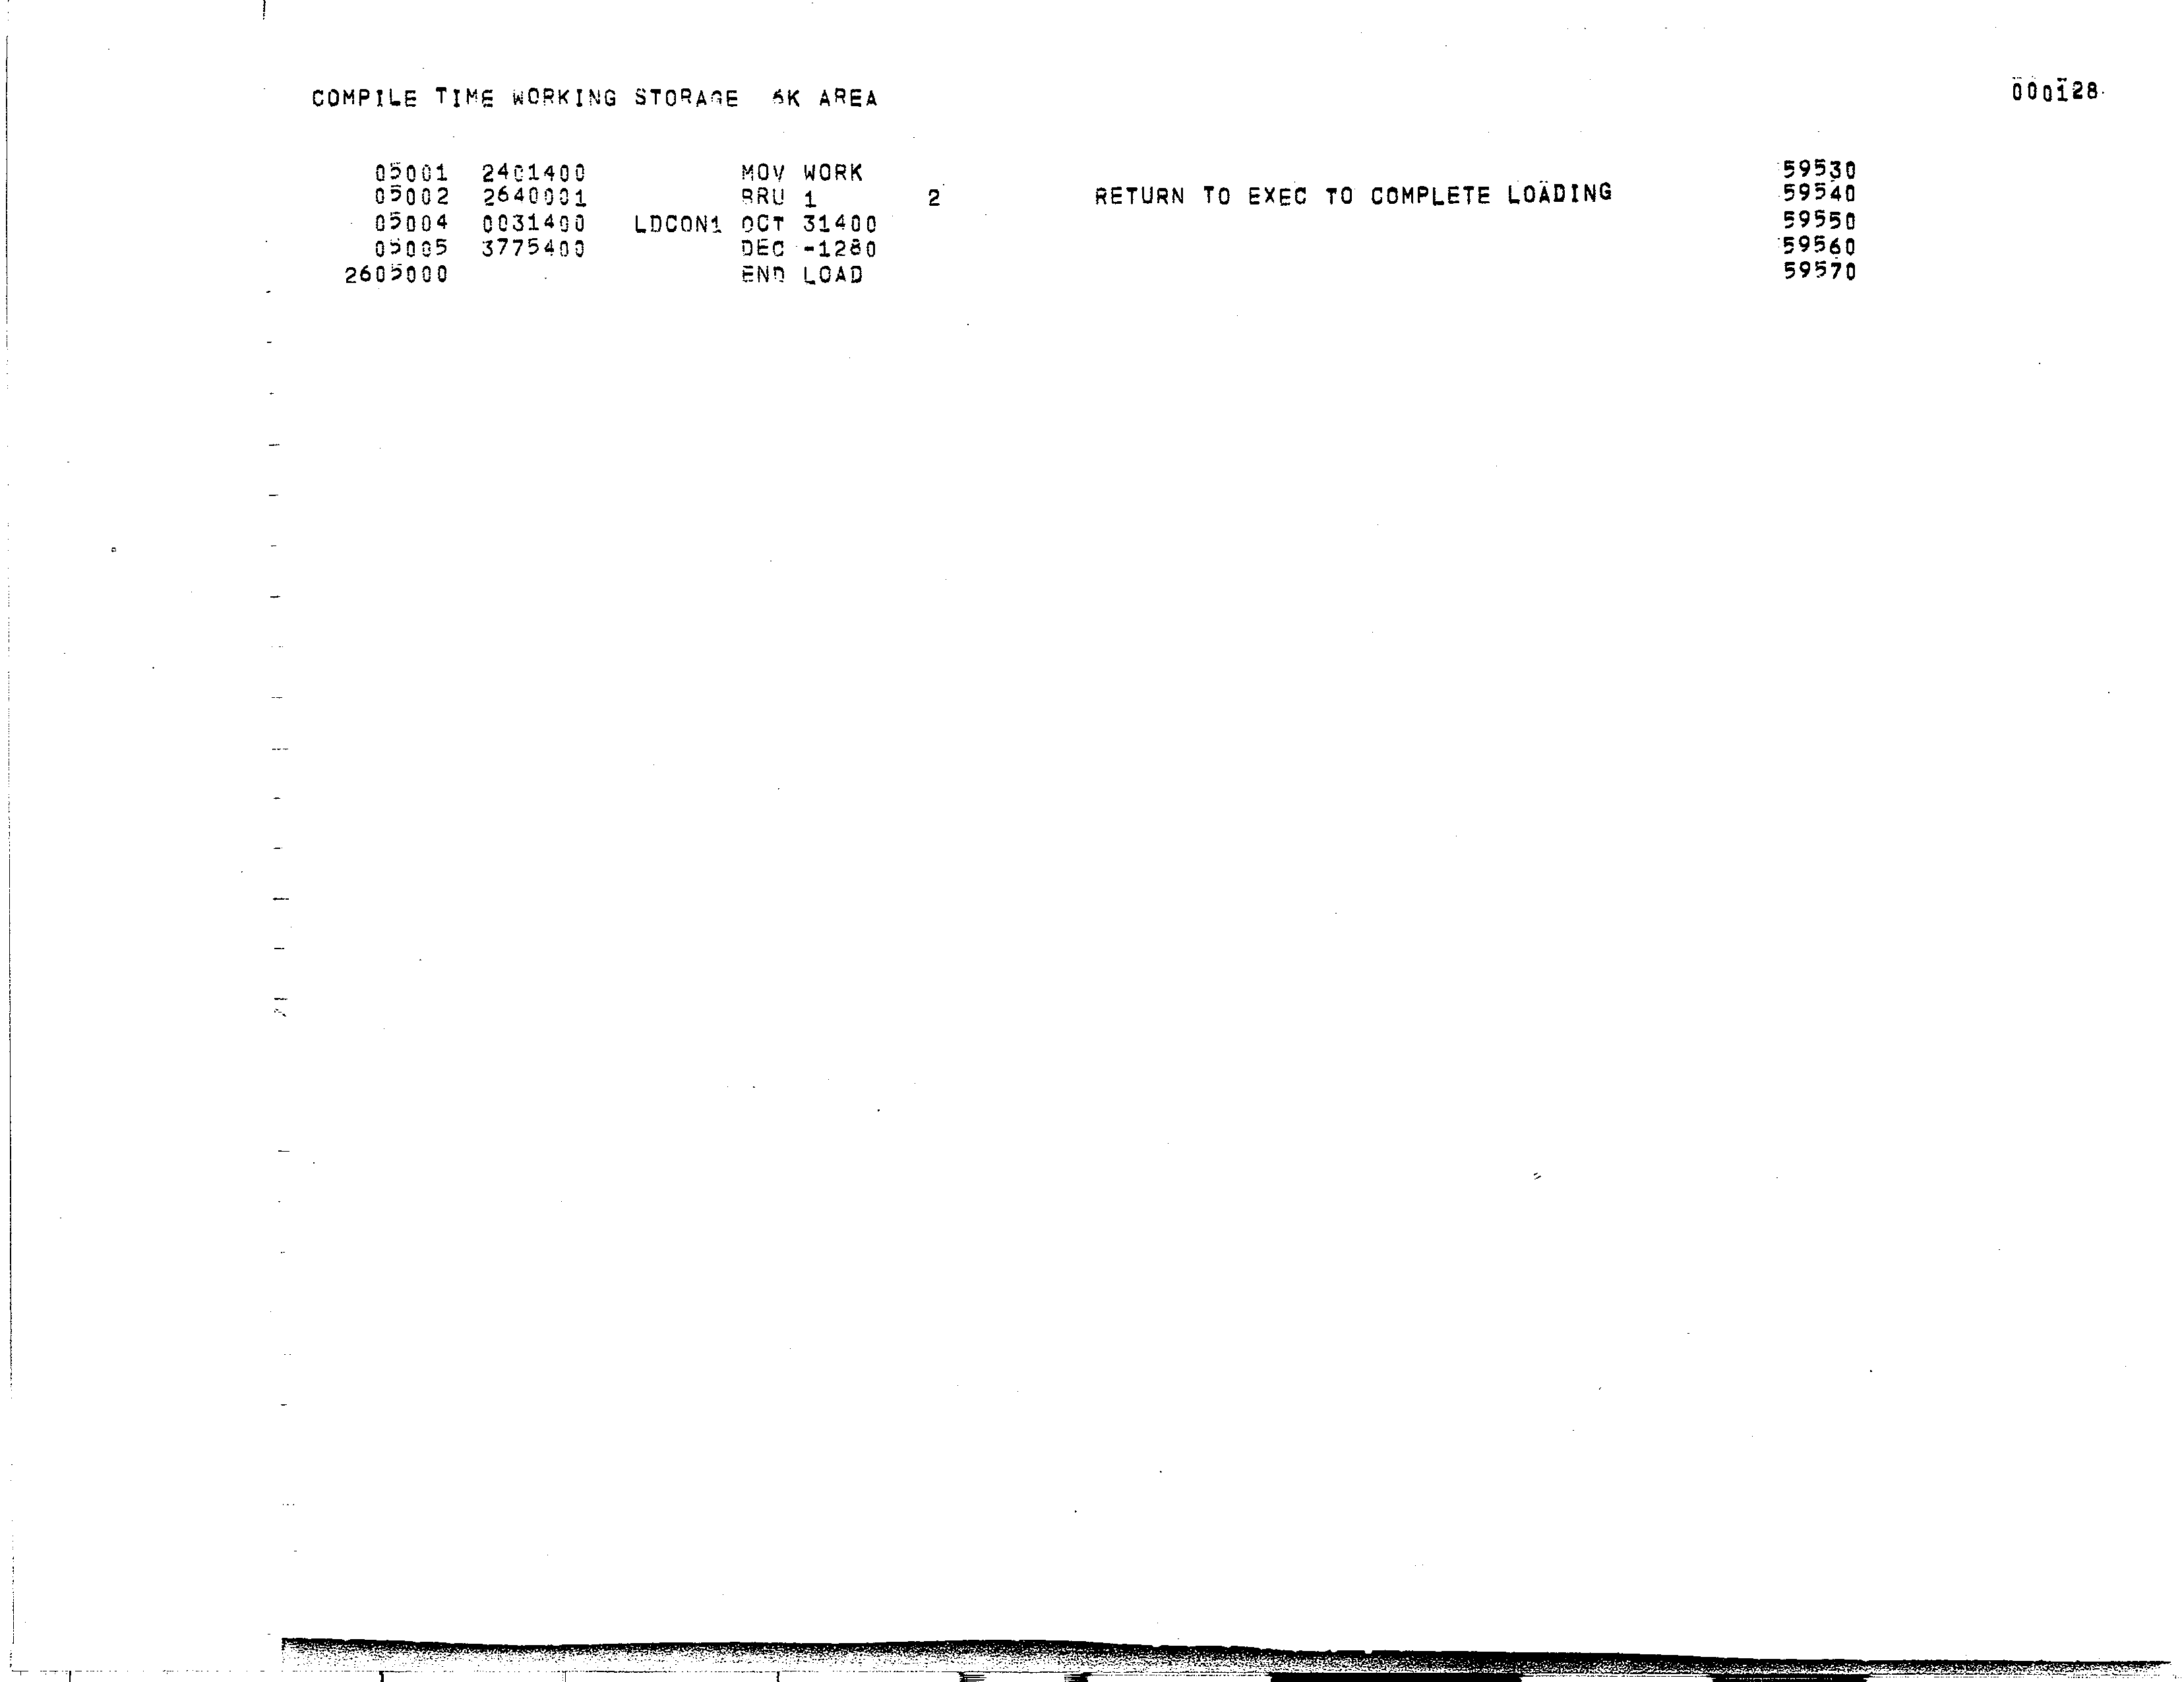 COMPILE TIME WORKING STORAGE 6K AREA 000128
05001 2401400 MOV WORK 59530
05002 2640001 BRU 1 2 RETURN TO EXEC TO COMPLETE LOADING 59540
05004 0031400 LDCON1 OCT 31400 59550
05005 3775400 DEC -1280 59560
2605000 END LOAD 59570